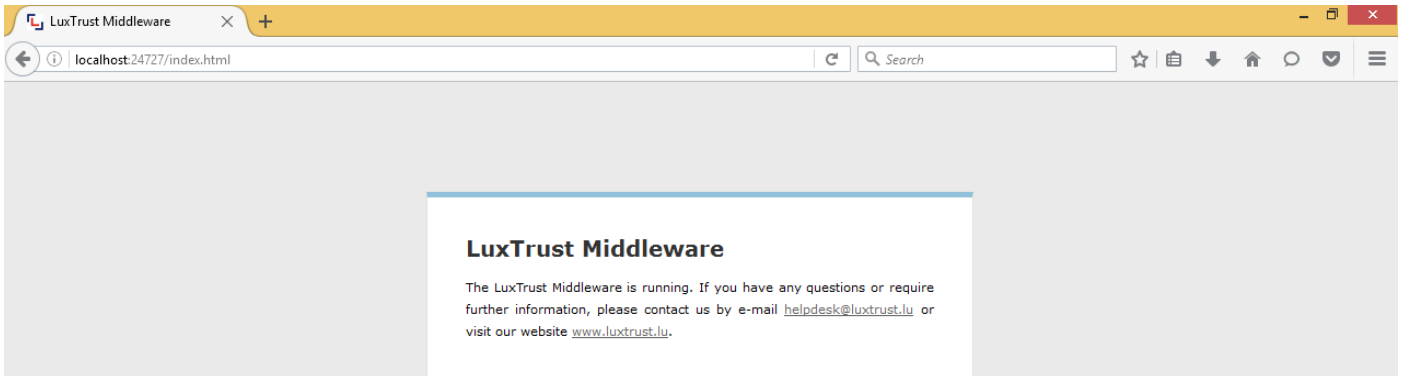 LuxTrust Middleware
localhost:24727/index.html
Search
LuxTrust Middleware
The LuxTrust Middleware is running. If you have any questions or require
further information, please contact us by e-mail helpdesk@luxtrust.lu or
visit our website www.luxtrust.lu.